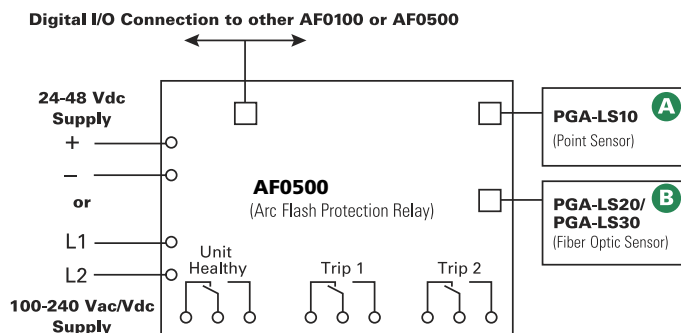 Digital I/O Connection to other AF0100 or AF0500
24-48 Vdc
Supply
+
–
or
L1
L2
100-240 Vac/Vdc
Supply
AF0500
(Arc Flash Protection Relay)
Unit
Healthy
Trip 1
Trip 2
PGA-LS10
A
(Point Sensor)
PGA-LS20/
PGA-LS30
B
(Fiber Optic Sensor)